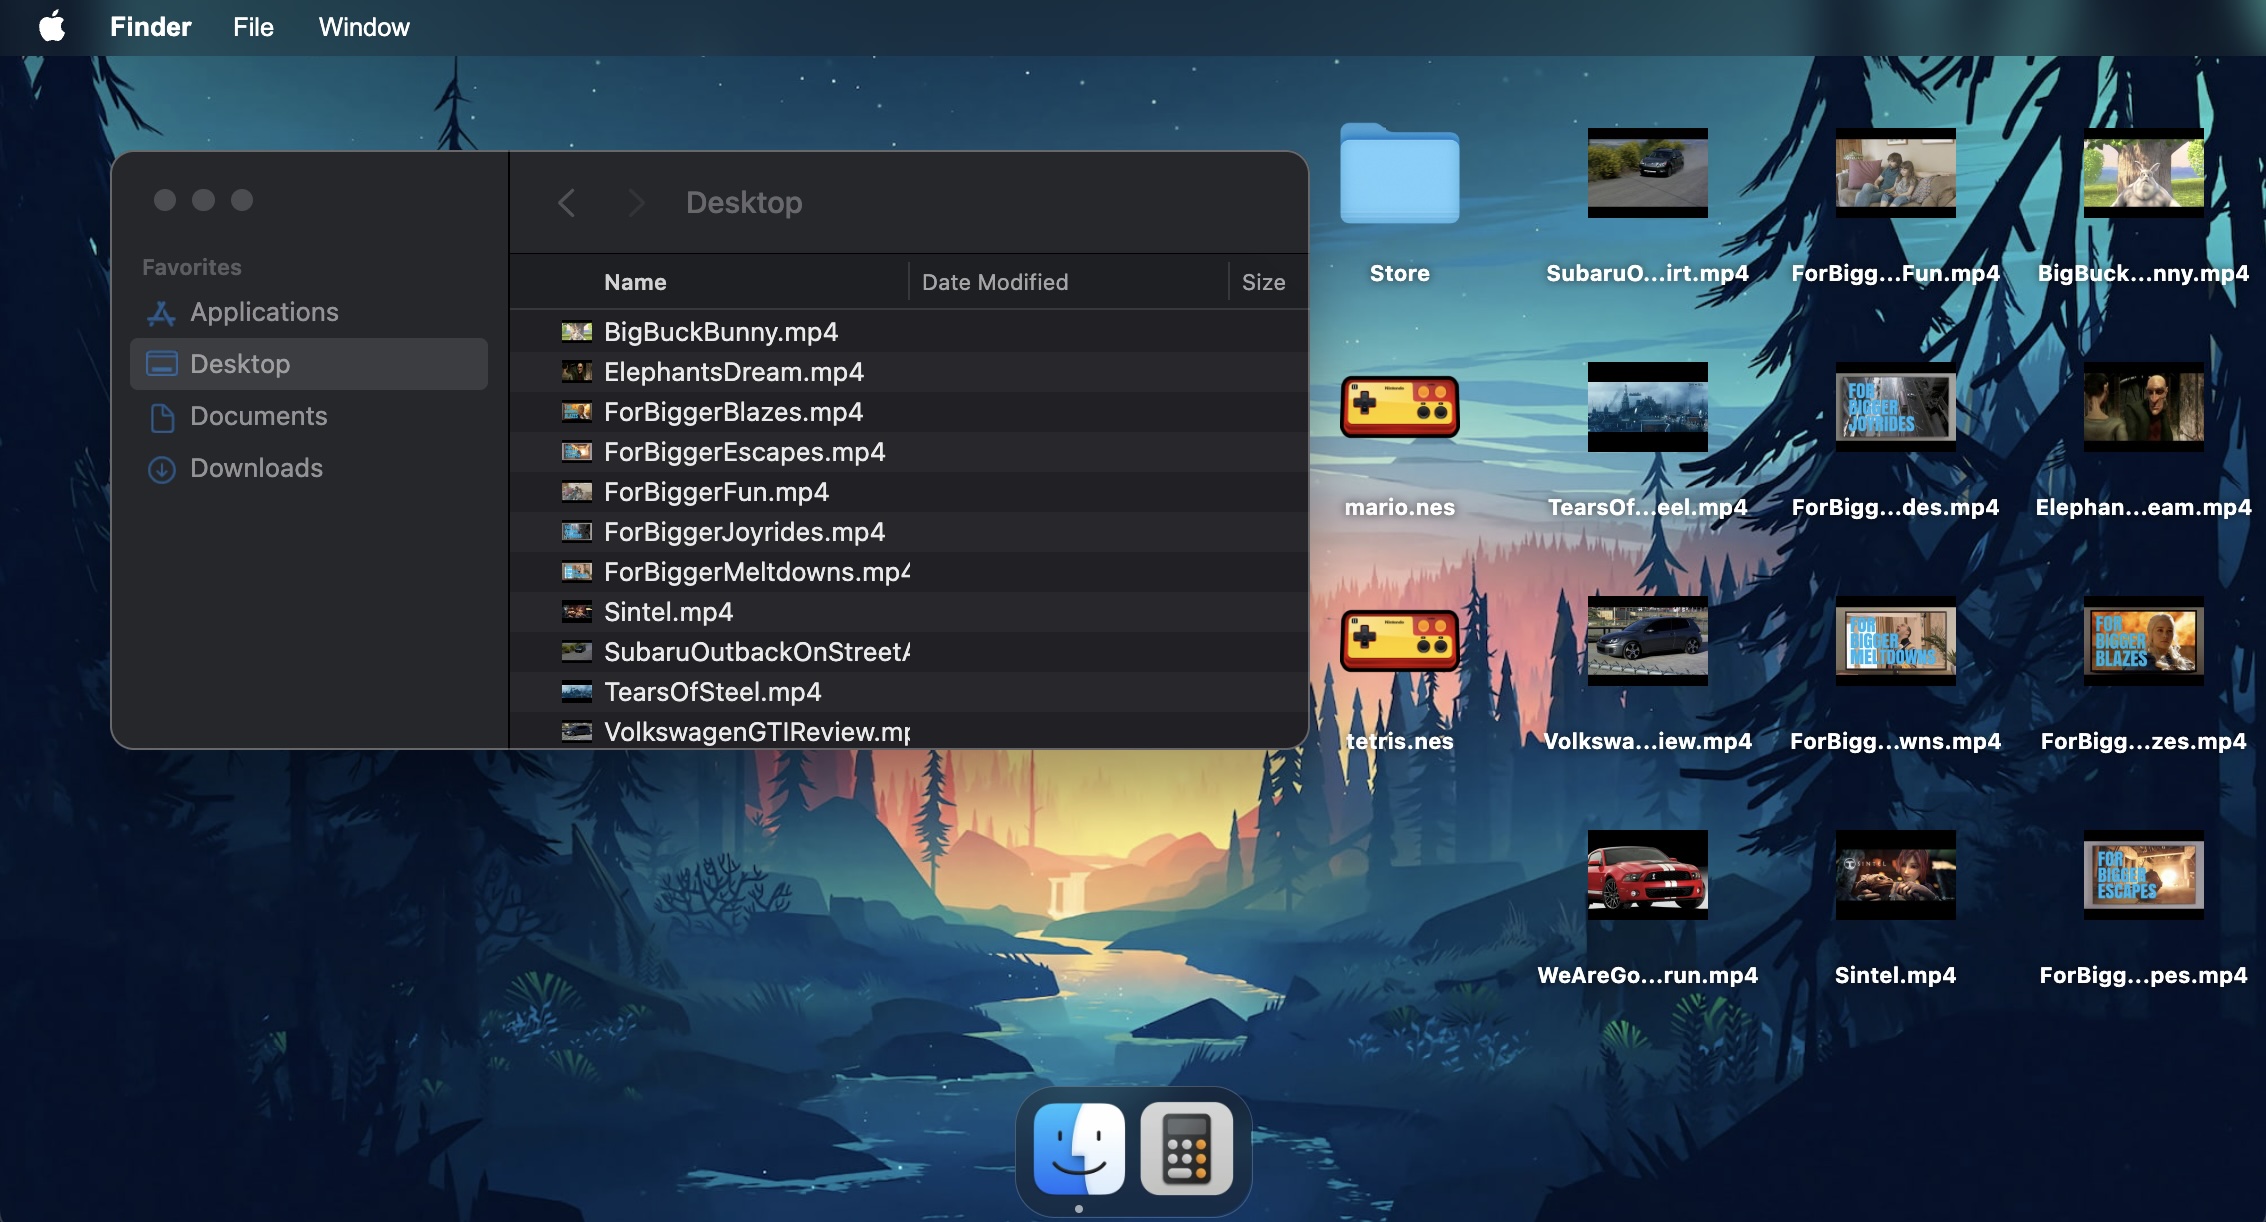 Finder File Window
Desktop
Favorites
Applications
Desktop
Documents
Downloads
Name Date Modified Size
BigBuckBunny.mp4
ElephantsDream.mp4
ForBiggerBlazes.mp4
ForBiggerEscapes.mp4
ForBiggerFun.mp4
ForBiggerJoyrides.mp4
ForBiggerMeltdowns.mp4
Sintel.mp4
SubaruOutbackOnStreetA
TearsOfSteel.mp4
VolkswagenGTIReview.mp
Store SubaruO...irt.mp4 ForBigg...Fun.mp4 BigBuck...nny.mp4
FOR
BIGGER
JOYRIDES
mario.nes TearsOf...eel.mp4 ForBigg...des.mp4 Elephan...eam.mp4
FOR
BIGGER
MELTDOWNS
FOR
BIGGER
BLAZES
tetris.nes Volkswa...iew.mp4 ForBigg...wns.mp4 ForBigg...zes.mp4
SINTEL
FOR
BIGGER
ESCAPES
WeAreGo...run.mp4 Sintel.mp4 ForBigg...pes.mp4